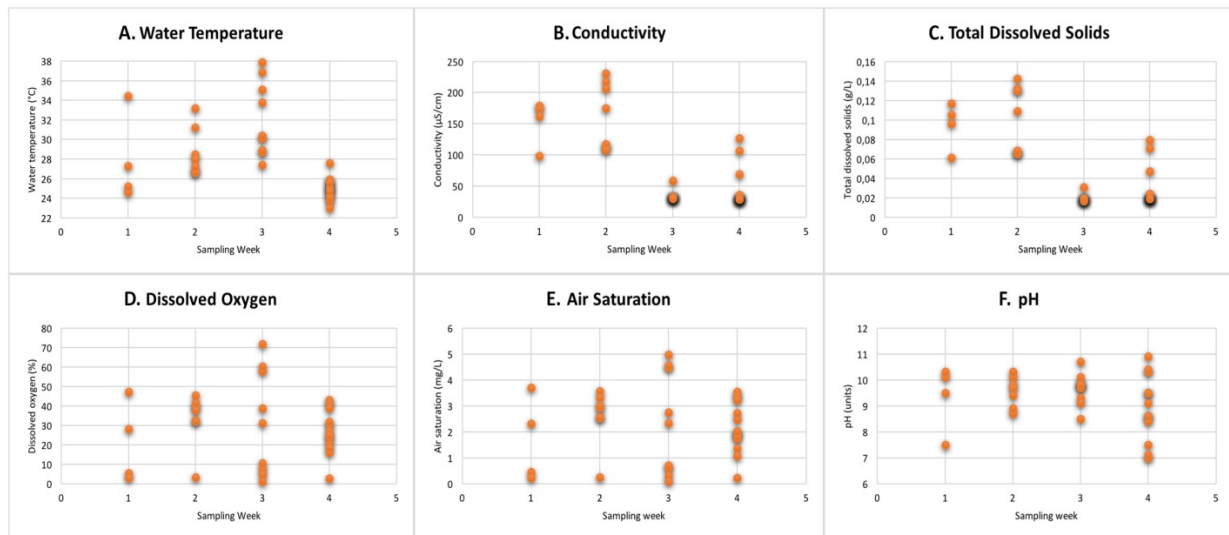 A. Water Temperature
Water temperature (°C)
38
36
34
32
30
28
26
24
22
0 1 2 3 4 5
Sampling Week
B. Conductivity
Conductivity (µS/cm)
250
200
150
100
50
0
0 1 2 3 4 5
Sampling Week
C. Total Dissolved Solids
Total dissolved solids (g/L)
0,16
0,14
0,12
0,1
0,08
0,06
0,04
0,02
0
0 1 2 3 4 5
Sampling Week
D. Dissolved Oxygen
Dissolved oxygen (%)
80
70
60
50
40
30
20
10
0
0 1 2 3 4 5
Sampling Week
E. Air Saturation
Air saturation (mg/L)
6
5
4
3
2
1
0
0 1 2 3 4 5
Sampling week
F. pH
pH (units)
12
11
10
9
8
7
6
0 1 2 3 4 5
Sampling week